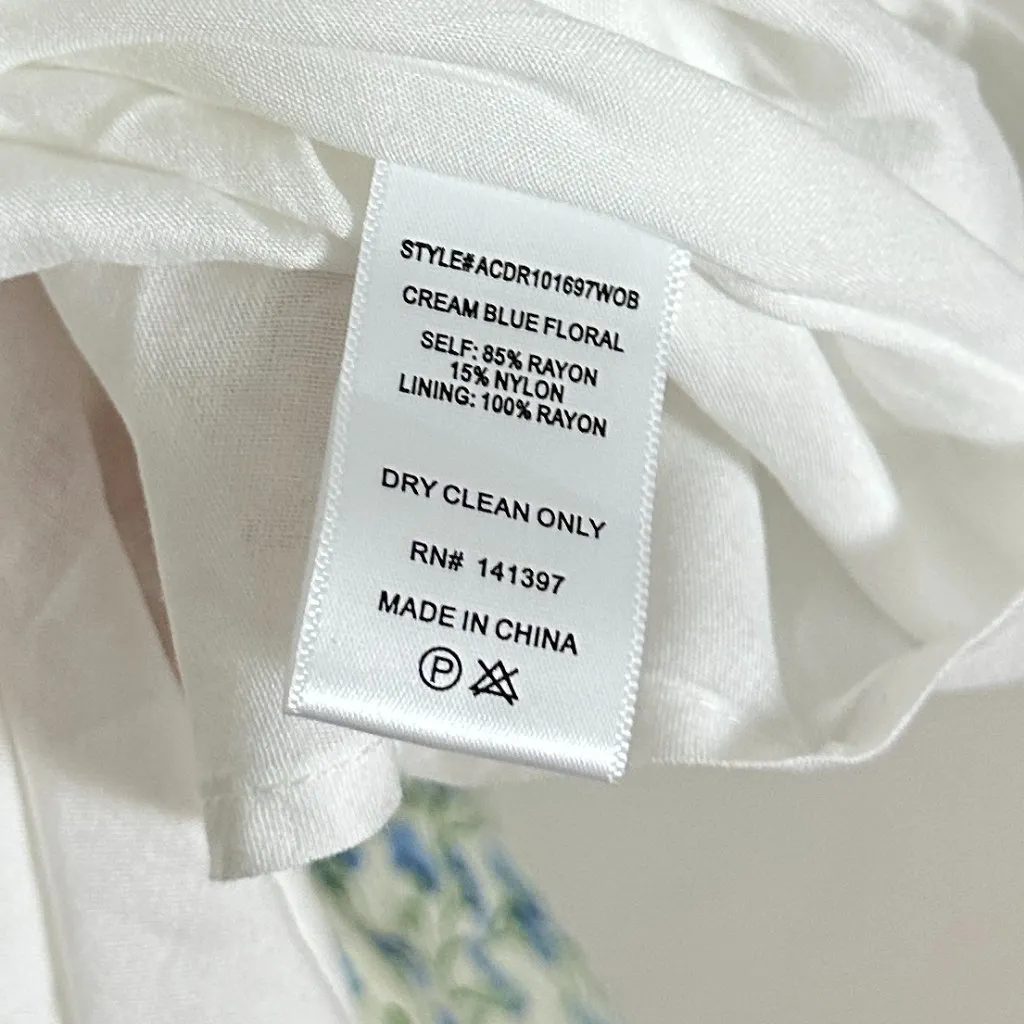 STYLE#ACDR101697WOB
CREAM BLUE FLORAL
SELF: 85% RAYON
15% NYLON
LINING: 100% RAYON
DRY CLEAN ONLY
RN# 141397
MADE IN CHINA
P